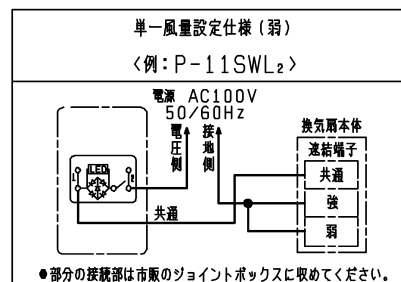 単一風量設定仕様(弱)
〈例:P-11SWL₂〉
電源 AC100V
50/60Hz
電圧側
接地側
換気扇本体
速結端子
共通
強
弱
LED
1
2
共通
●部分の接続部は市販のジョイントボックスに収めてください。